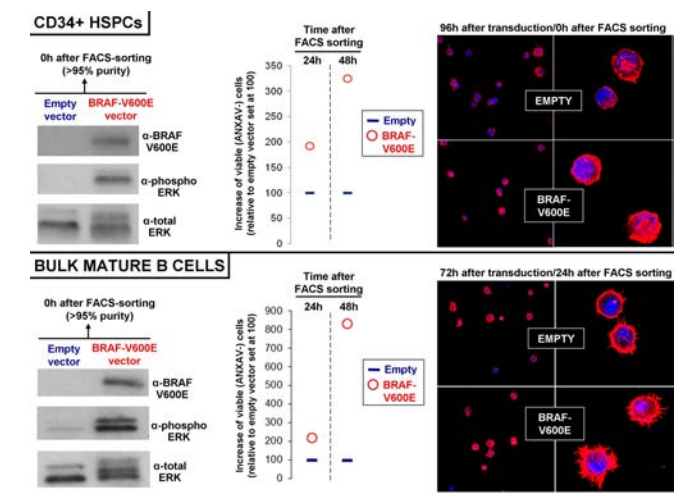 CD34+ HSPCs
0h after FACS-sorting
(>95% purity)
Empty
vector
BRAF-V600E
vector
α-BRAF
V600E
α-phospho
ERK
α-total
ERK
Time after
FACS sorting
24h
48h
Increase of viable (ANXAV-) cells
(relative to empty vector set at 100)
350
300
250
200
150
100
50
0
Empty
BRAF-
V600E
96h after transduction/0h after FACS sorting
EMPTY
BRAF-
V600E
BULK MATURE B CELLS
0h after FACS-sorting
(>95% purity)
Empty
vector
BRAF-V600E
vector
α-BRAF
V600E
α-phospho
ERK
α-total
ERK
Time after
FACS sorting
24h
48h
Increase of viable (ANXAV-) cells
(relative to empty vector set at 100)
900
800
700
600
500
400
300
200
100
0
Empty
BRAF-
V600E
72h after transduction/24h after FACS sorting
EMPTY
BRAF-
V600E